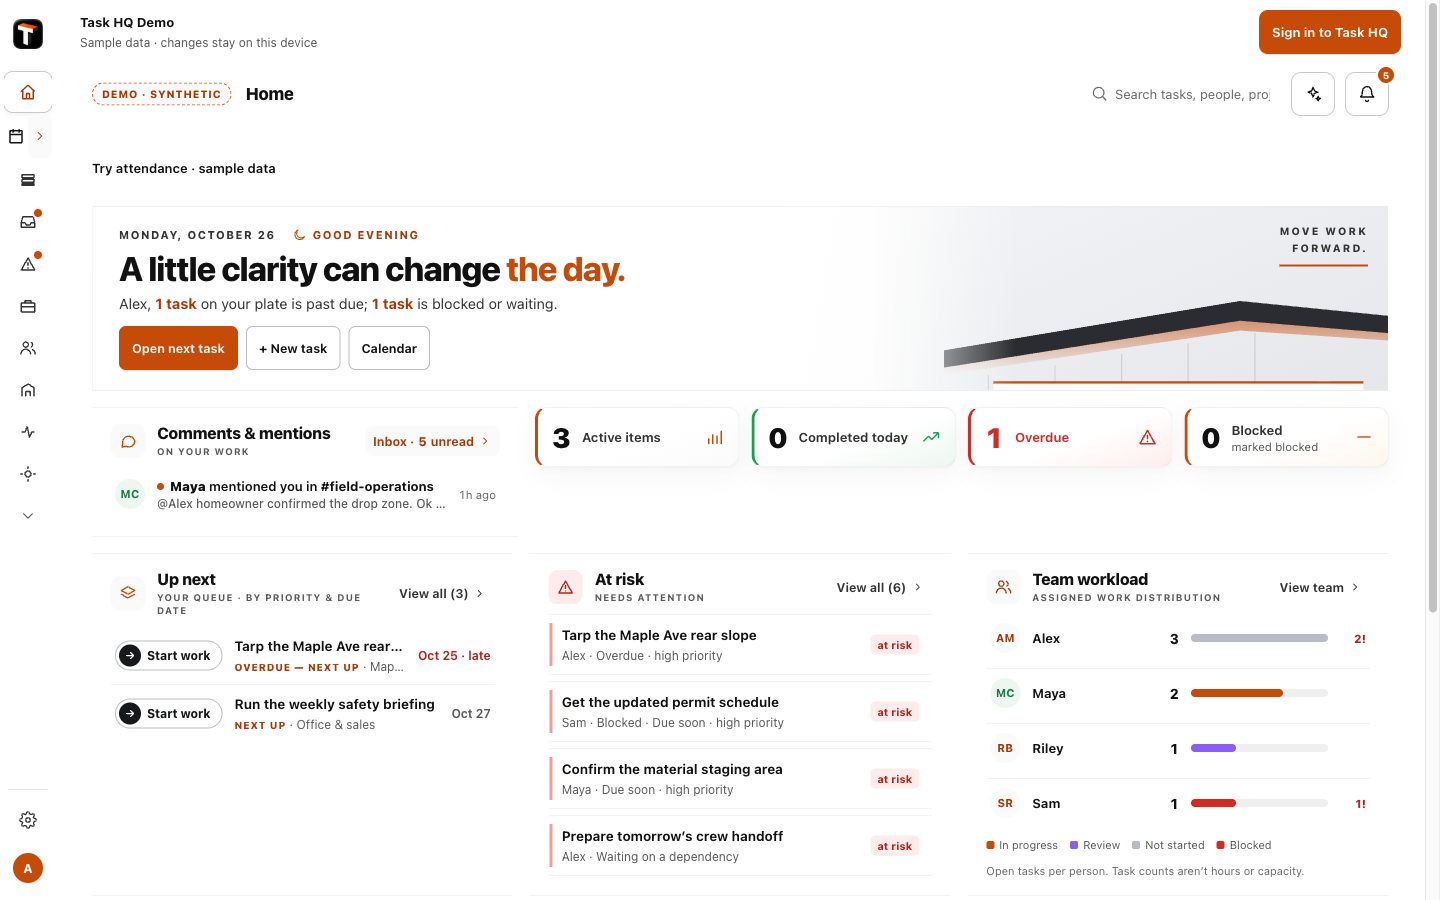 Task HQ Demo
Sample data · changes stay on this device
Sign in to Task HQ
DEMO · SYNTHETIC
Home
Search tasks, people, proj
5
Try attendance · sample data
MONDAY, OCTOBER 26
GOOD EVENING
A little clarity can change the day.
Alex, 1 task on your plate is past due; 1 task is blocked or waiting.
Open next task
+ New task
Calendar
MOVE WORK
FORWARD.
Comments & mentions
ON YOUR WORK
Inbox · 5 unread
MC
Maya mentioned you in #field-operations
@Alex homeowner confirmed the drop zone. Ok ...
1h ago
3 Active items
0 Completed today
1 Overdue
0 Blocked
marked blocked
Up next
YOUR QUEUE · BY PRIORITY & DUE
DATE
View all (3)
Start work
Tarp the Maple Ave rear...
OVERDUE — NEXT UP · Map...
Oct 25 · late
Start work
Run the weekly safety briefing
NEXT UP · Office & sales
Oct 27
At risk
NEEDS ATTENTION
View all (6)
Tarp the Maple Ave rear slope
Alex · Overdue · high priority
at risk
Get the updated permit schedule
Sam · Blocked · Due soon · high priority
at risk
Confirm the material staging area
Maya · Due soon · high priority
at risk
Prepare tomorrow’s crew handoff
Alex · Waiting on a dependency
at risk
Team workload
ASSIGNED WORK DISTRIBUTION
View team
AM Alex 3 2!
MC Maya 2
RB Riley 1
SR Sam 1 1!
In progress Review Not started Blocked
Open tasks per person. Task counts aren’t hours or capacity.
A